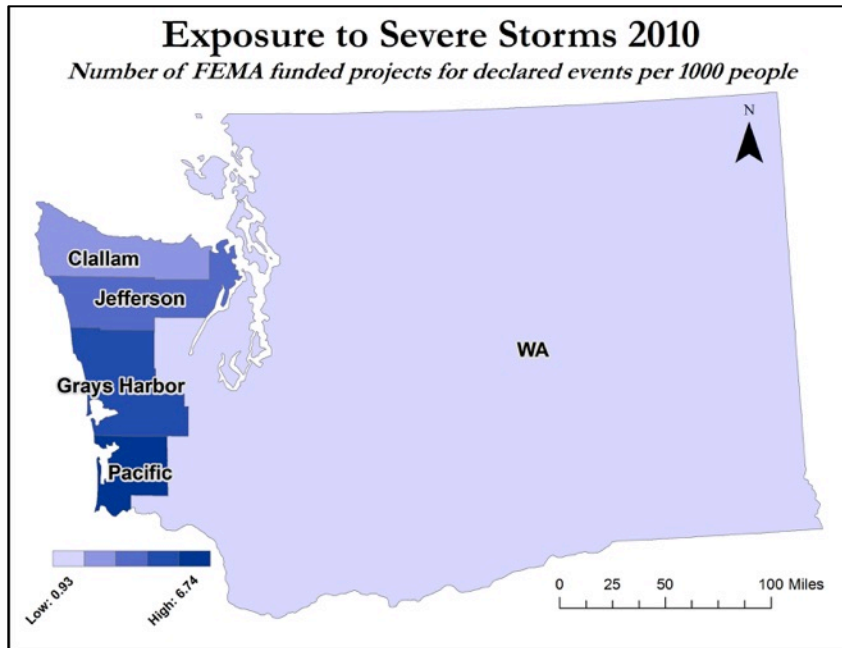 Exposure to Severe Storms 2010
Number of FEMA funded projects for declared events per 1000 people
N
Clallam
Jefferson
WA
Grays Harbor
Pacific
Low: 0.93
High: 6.74
0 25 50 100 Miles